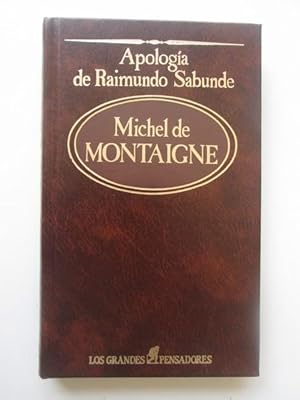 Apología
de Raimundo Sabunde
Michel de
MONTAIGNE
LOS GRANDES PENSADORES